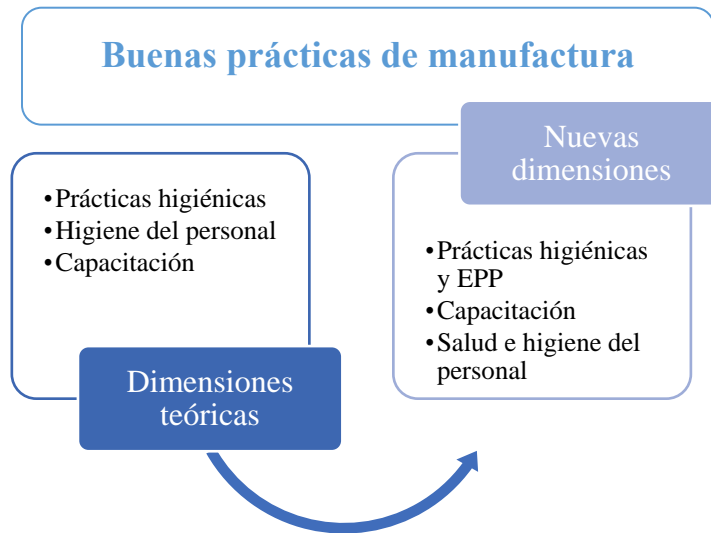 Buenas prácticas de manufactura
•Prácticas higiénicas
•Higiene del personal
•Capacitación
Dimensiones
teóricas
Nuevas
dimensiones
•Prácticas higiénicas
y EPP
•Capacitación
•Salud e higiene del
personal